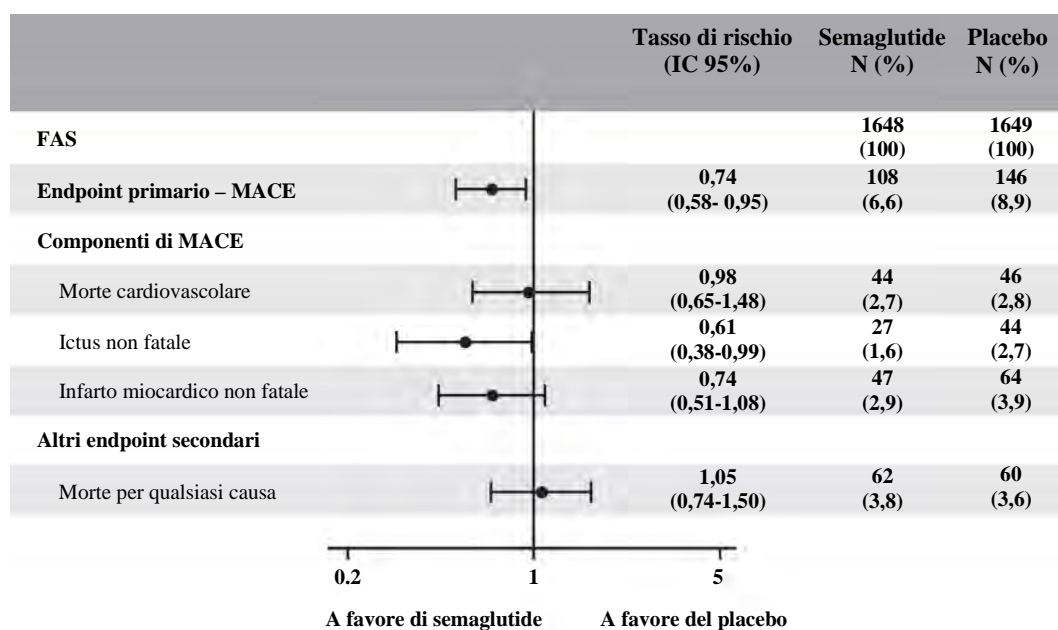 Tasso di rischio Semaglutide Placebo
(IC 95%) N (%) N (%)
FAS 1648 1649
(100) (100)
Endpoint primario – MACE 0,74 108 146
(0,58- 0,95) (6,6) (8,9)
Componenti di MACE
Morte cardiovascolare 0,98 44 46
(0,65-1,48) (2,7) (2,8)
Ictus non fatale 0,61 27 44
(0,38-0,99) (1,6) (2,7)
Infarto miocardico non fatale 0,74 47 64
(0,51-1,08) (2,9) (3,9)
Altri endpoint secondari
Morte per qualsiasi causa 1,05 62 60
(0,74-1,50) (3,8) (3,6)
0.2 1 5
A favore di semaglutide A favore del placebo